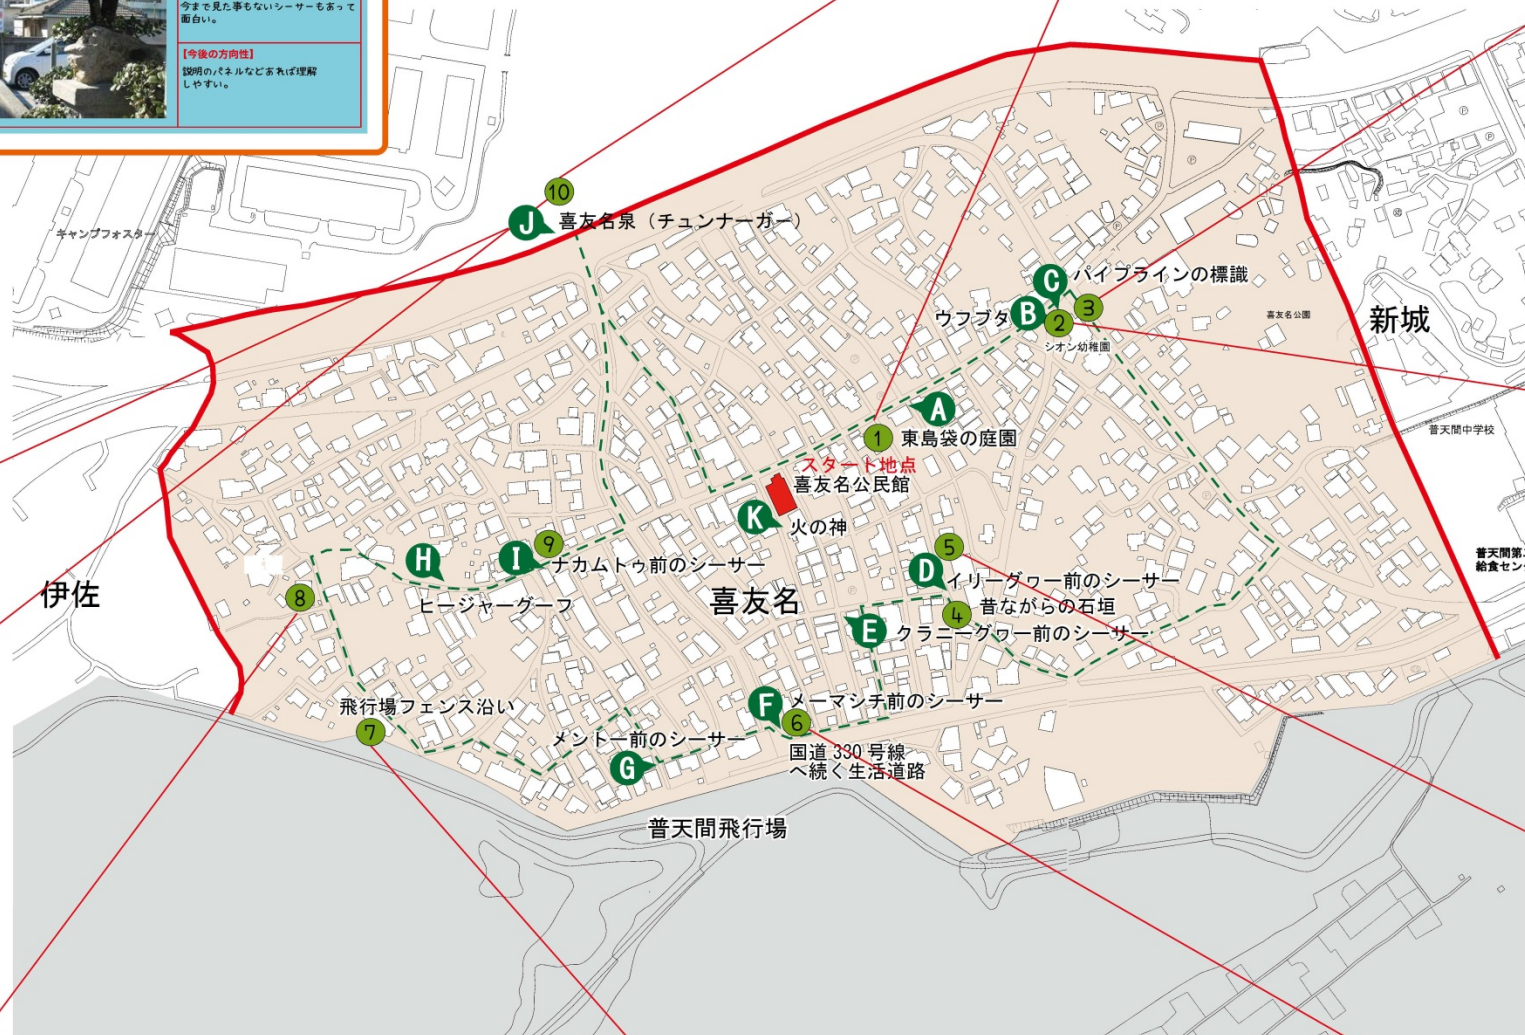 今まで見た事もないシーサーもあって
面白い。
【今後の方向性】
説明のパネルなどあれば理解
しやすい。
キャンプフォスター
10
J
喜友名泉（チュンナーガー）
C
パイプラインの標識
ウフブタ
B
2
3
シオン幼稚園
喜友名公園
新城
A
1
東島袋の庭園
普天間中学校
スタート地点
喜友名公民館
K
火の神
9
H
I
ナカムトゥ前のシーサー
5
D
イリーグヮー前のシーサー
普天間第
給食セン
伊佐
8
ヒージャーグーフ
喜友名
昔ながらの石垣
4
E
クラニーグヮー前のシーサー
飛行場フェンス沿い
7
F
メーマシチ前のシーサー
6
メントー前のシーサー
G
国道330号線
へ続く生活道路
普天間飛行場